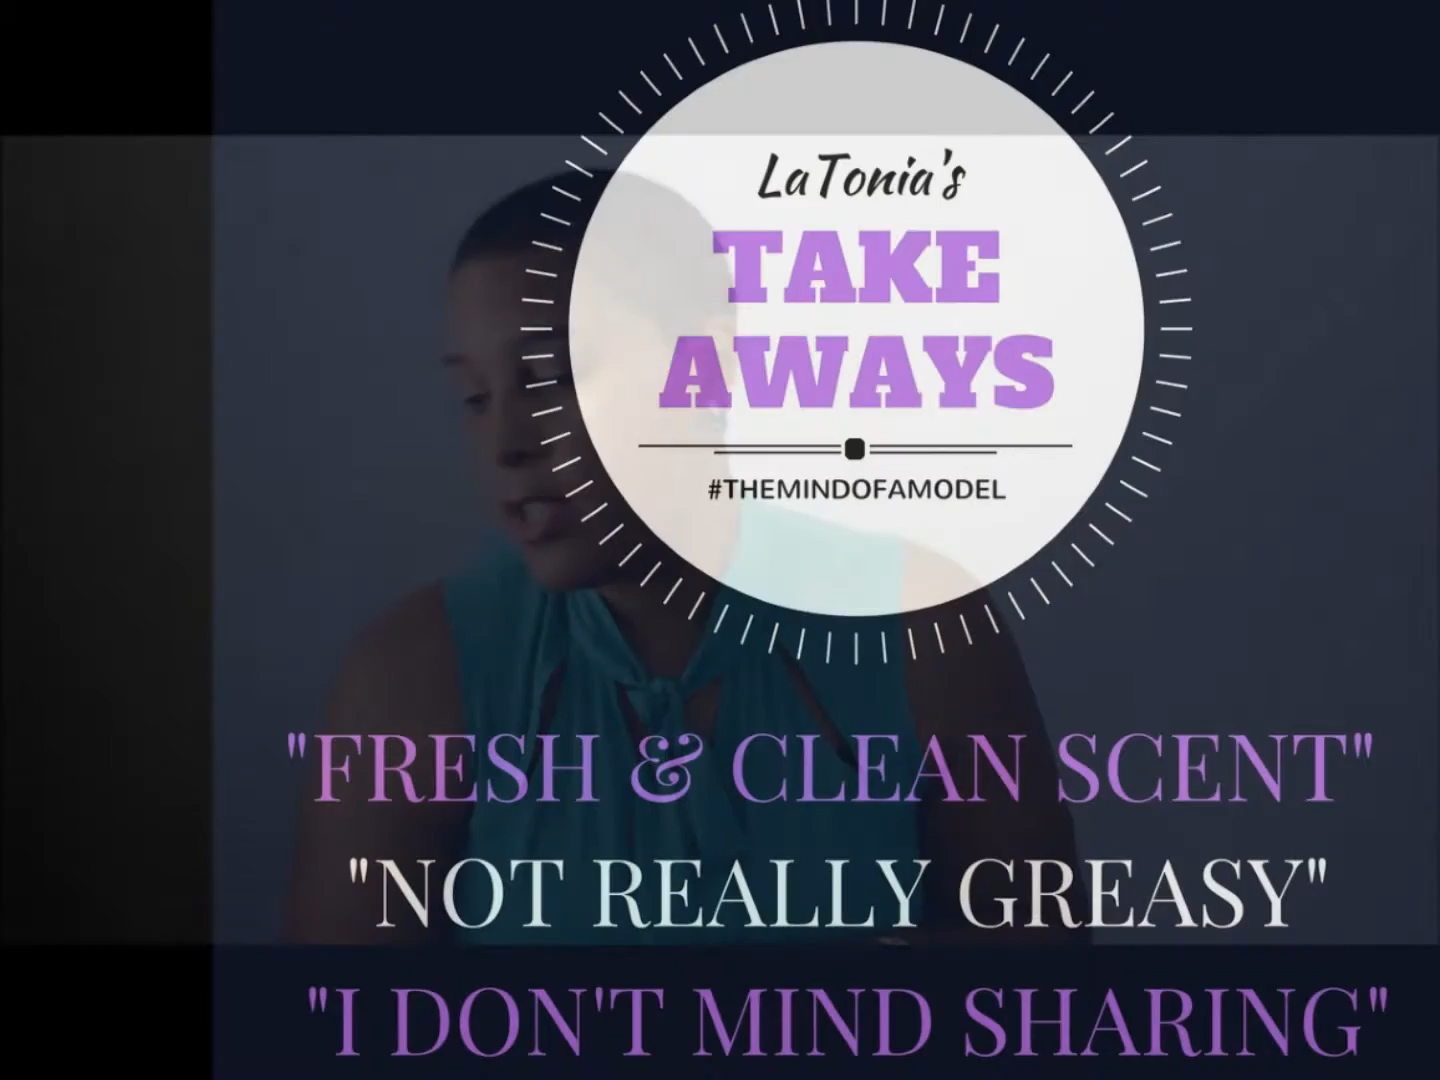 LaTonia's
TAKE
AWAYS
#THEMINDOFAMODEL
"FRESH & CLEAN SCENT"
"NOT REALLY GREASY"
"I DON'T MIND SHARING"